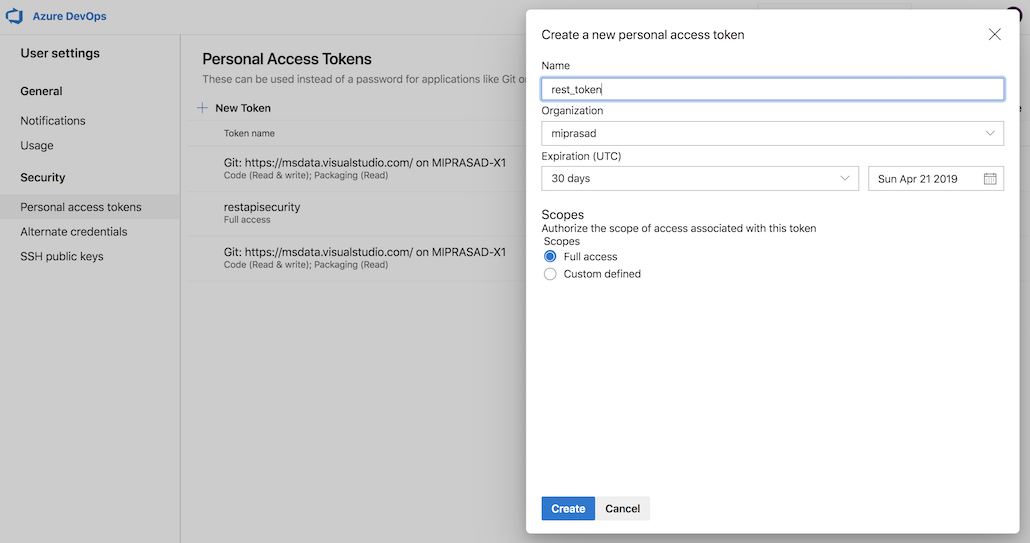 Azure DevOps
User settings
General
Notifications
Usage
Security
Personal access tokens
Alternate credentials
SSH public keys
Personal Access Tokens
These can be used instead of a password for applications like Git
New Token
Token name
Git: https://msdata.visualstudio.com/ on MIPRASAD-X1
Code (Read & write); Packaging (Read)
restapisecurity
Full access
Git: https://msdata.visualstudio.com/ on MIPRASAD-X1
Code (Read & write); Packaging (Read)
Create a new personal access token
Name
rest_token
Organization
miprasad
Expiration (UTC)
30 days
Sun Apr 21 2019
Scopes
Authorize the scope of access associated with this token
Scopes
Full access
Custom defined
Create
Cancel